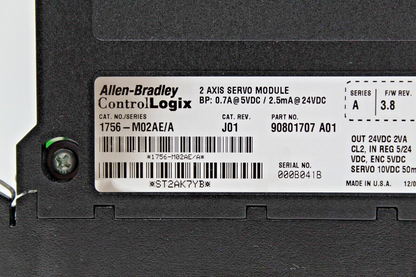 Allen-Bradley
ControlLogix
2 AXIS SERVO MODULE
BP: 0.7A@5VDC / 2.5mA@24VDC
SERIES
A
F/W REV.
3.8
CAT. NO./SERIES
1756-M02AE/A
CAT. REV.
J01
PART NO.
90801707 A01
*1756-M02AE/A*
*ST2AK7YB*
SERIAL NO.
000B041B
OUT 24VDC 2VA
CL2, IN REG 5/24
VDC, ENC 5VDC
SERVO 10VDC 50m
MADE IN U.S.A.